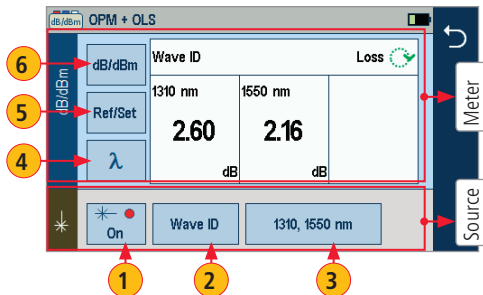 dB/dBm OPM + OLS
dB/dBm
6
dB/dBm
Wave ID
Loss
5
Ref/Set
1310 nm
1550 nm
2.60
2.16
4
λ
dB
dB
Meter
On
Wave ID
1310, 1550 nm
Source
1
2
3